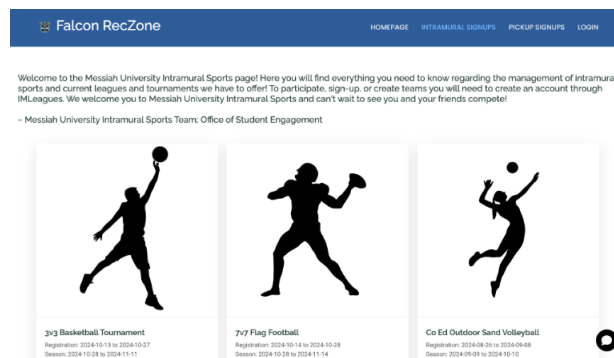 Falcon RecZone
HOMEPAGE INTRAMURAL SIGNUPS PICKUP SIGNUPS LOGIN
Welcome to the Messiah University Intramural Sports page! Here you will find everything you need to know regarding the management of intramura
sports and current leagues and tournaments we have to offer! To participate, sign-up, or create teams you will need to create an account through
IMLeagues. We welcome you to Messiah University Intramural Sports and can't wait to see you and your friends compete!
– Messiah University Intramural Sports Team; Office of Student Engagement
3v3 Basketball Tournament
Registration: 2024-10-13 to 2024-10-27
Season: 2024-10-28 to 2024-11-11
7v7 Flag Football
Registration: 2024-10-14 to 2024-10-28
Season: 2024-10-28 to 2024-11-14
Co Ed Outdoor Sand Volleyball
Registration: 2024-08-26 to 2024-09-08
Season: 2024-09-09 to 2024-10-10